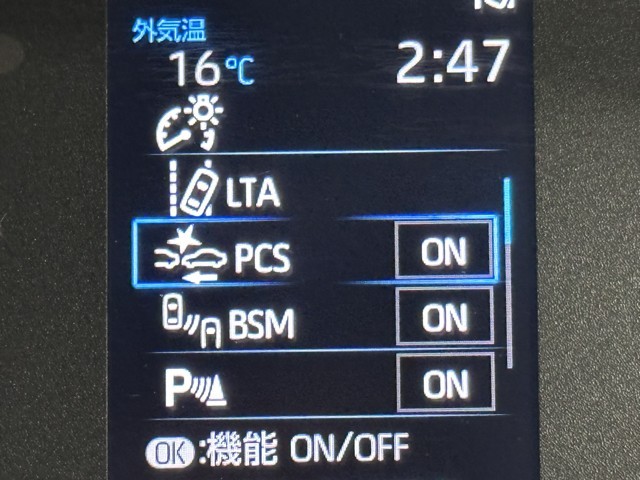 外気温
16℃
2:47
LTA
PCS ON
BSM ON
P ON
OK:機能 ON/OFF